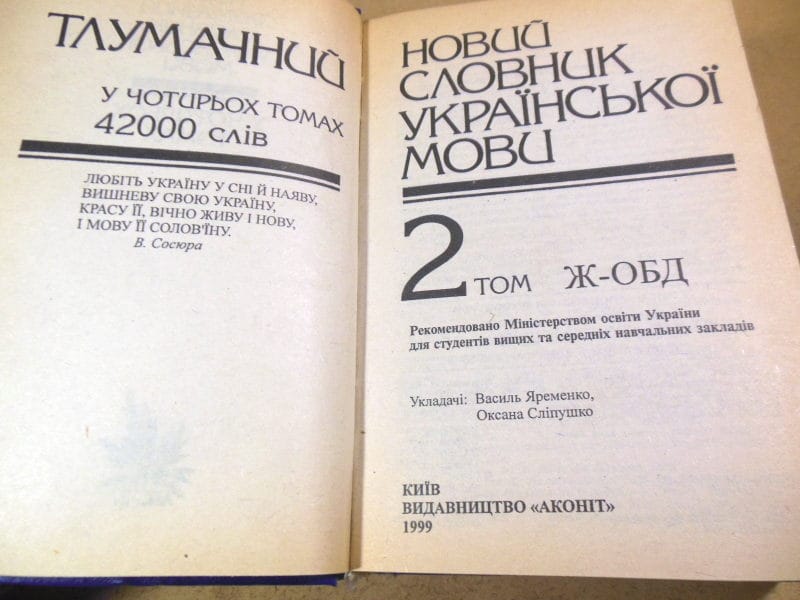 ТЛУМАЧНИЙ
У ЧОТИРЬОХ ТОМАХ
42000 СЛІВ
ЛЮБІТЬ УКРАЇНУ У СНІ Й НАЯВУ,
ВИШНЕВУ СВОЮ УКРАЇНУ,
КРАСУ ЇЇ, ВІЧНО ЖИВУ І НОВУ,
І МОВУ ЇЇ СОЛОВ'ЇНУ.
В. Сосюра
НОВИЙ
СЛОВНИК
УКРАЇНСЬКОЇ
МОВИ
2 ТОМ Ж-ОБД
Рекомендовано Міністерством освіти України
для студентів вищих та середніх навчальних закладів
Укладачі: Василь Яременко,
Оксана Сліпушко
КИЇВ
ВИДАВНИЦТВО «АКОНІТ»
1999